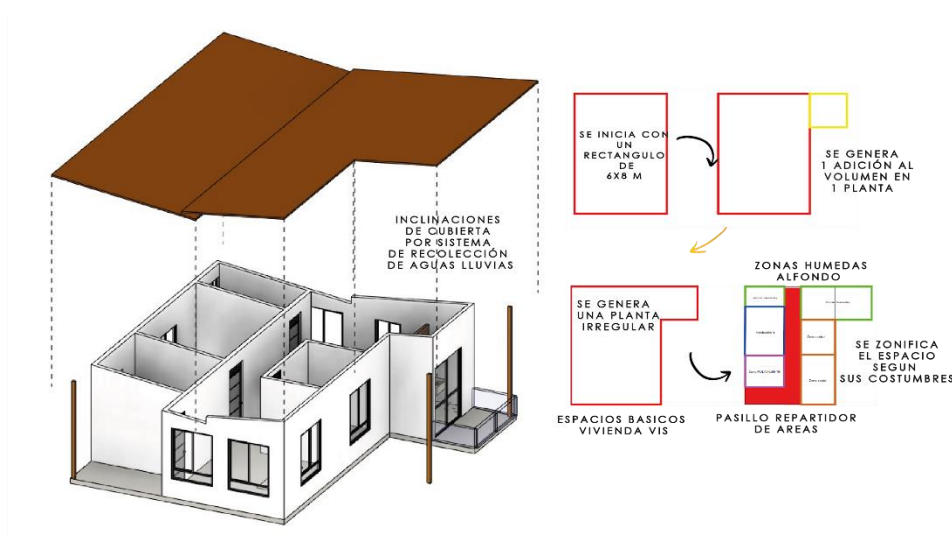 SE INICIA CON
UN
RECTANGULO
DE
6X8 M
SE GENERA
1 ADICIÓN AL
VOLUMEN EN
1 PLANTA
INCLINACIONES
DE CUBIERTA
POR SISTEMA
DE RECOLECCIÓN
DE AGUAS LLUVIAS
SE GENERA
UNA PLANTA
IRREGULAR
ESPACIOS BASICOS
VIVIENDA VIS
ZONAS HUMEDAS
ALFONDO
SE ZONIFICA
EL ESPACIO
SEGUN
SUS COSTUMBRES
PASILLO REPARTIDOR
DE AREAS